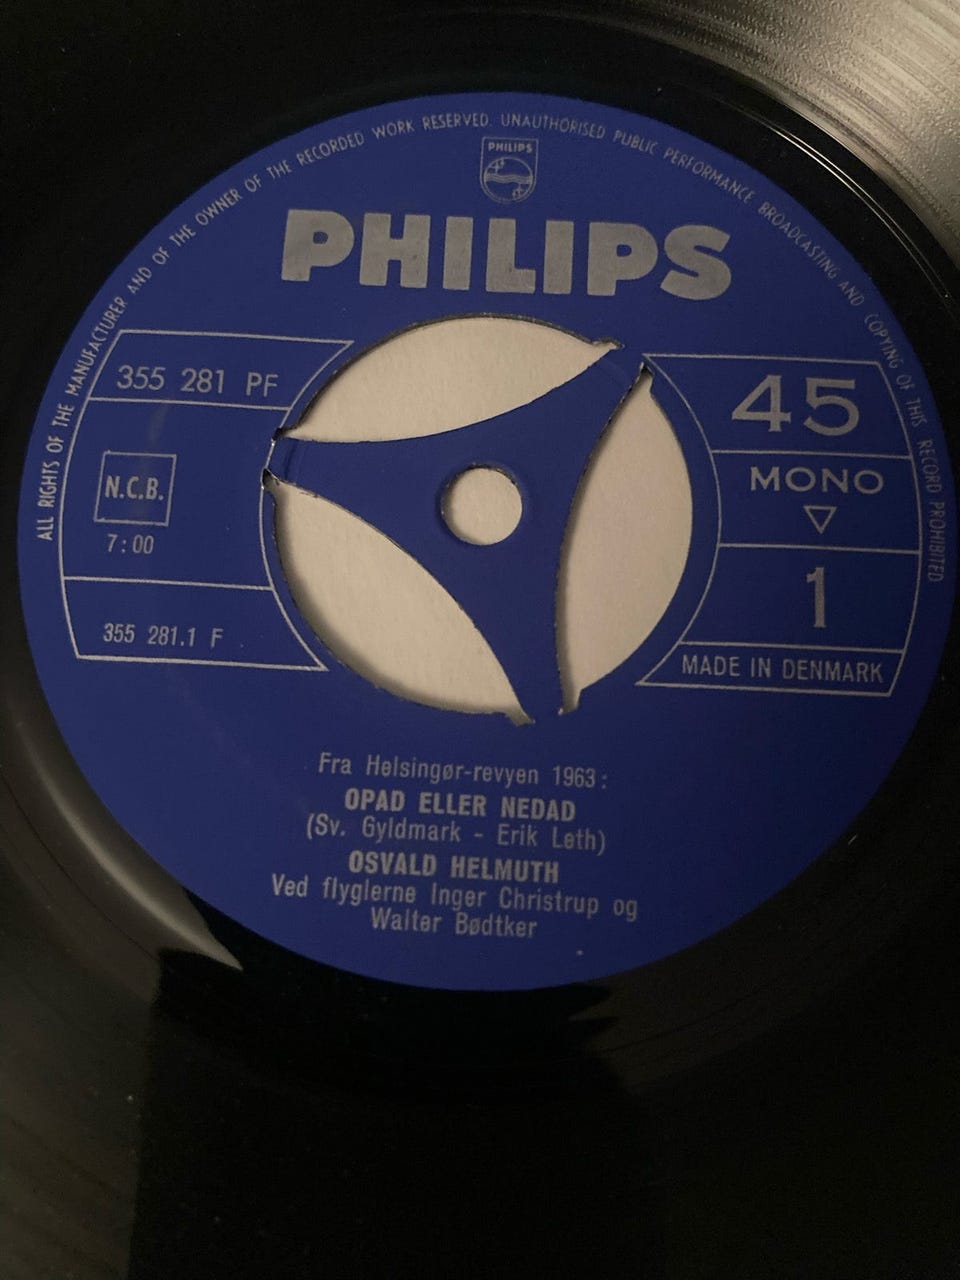 ALL RIGHTS OF THE MANUFACTURER AND OF THE OWNER OF THE RECORDED WORK RESERVED. UNAUTHORISED PUBLIC PERFORMANCE BROADCASTING AND COPYING OF THIS RECORD PROHIBITED
PHILIPS
PHILIPS
355 281 PF
45
N.C.B.
MONO
7:00
1
355 281.1 F
MADE IN DENMARK
Fra Helsingør-revyen 1963:
OPAD ELLER NEDAD
(Sv. Gyldmark - Erik Leth)
OSVALD HELMUTH
Ved flyglerne Inger Christrup og
Walter Bødtker